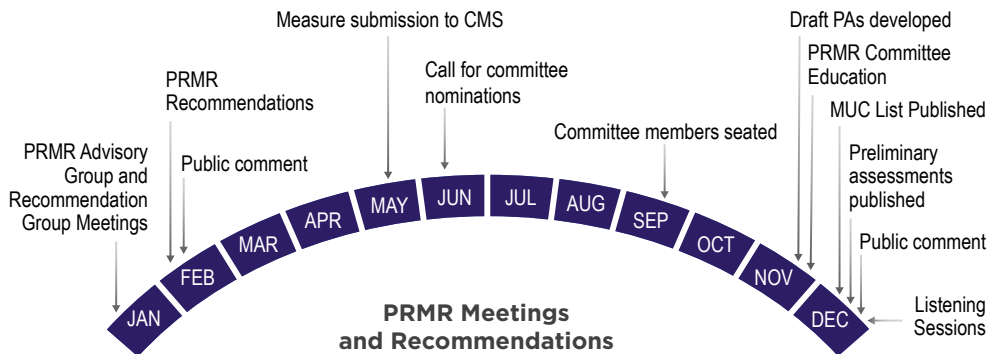 Measure submission to CMS
Draft PAs developed
PRMR
Recommendations
Call for committee
nominations
PRMR Committee
Education
MUC List Published
PRMR Advisory
Group and
Recommendation
Group Meetings
Public comment
Committee members seated
Preliminary
assessments
published
Public comment
Listening
Sessions
JAN
FEB
MAR
APR
MAY
JUN
JUL
AUG
SEP
OCT
NOV
DEC
PRMR Meetings
and Recommendations